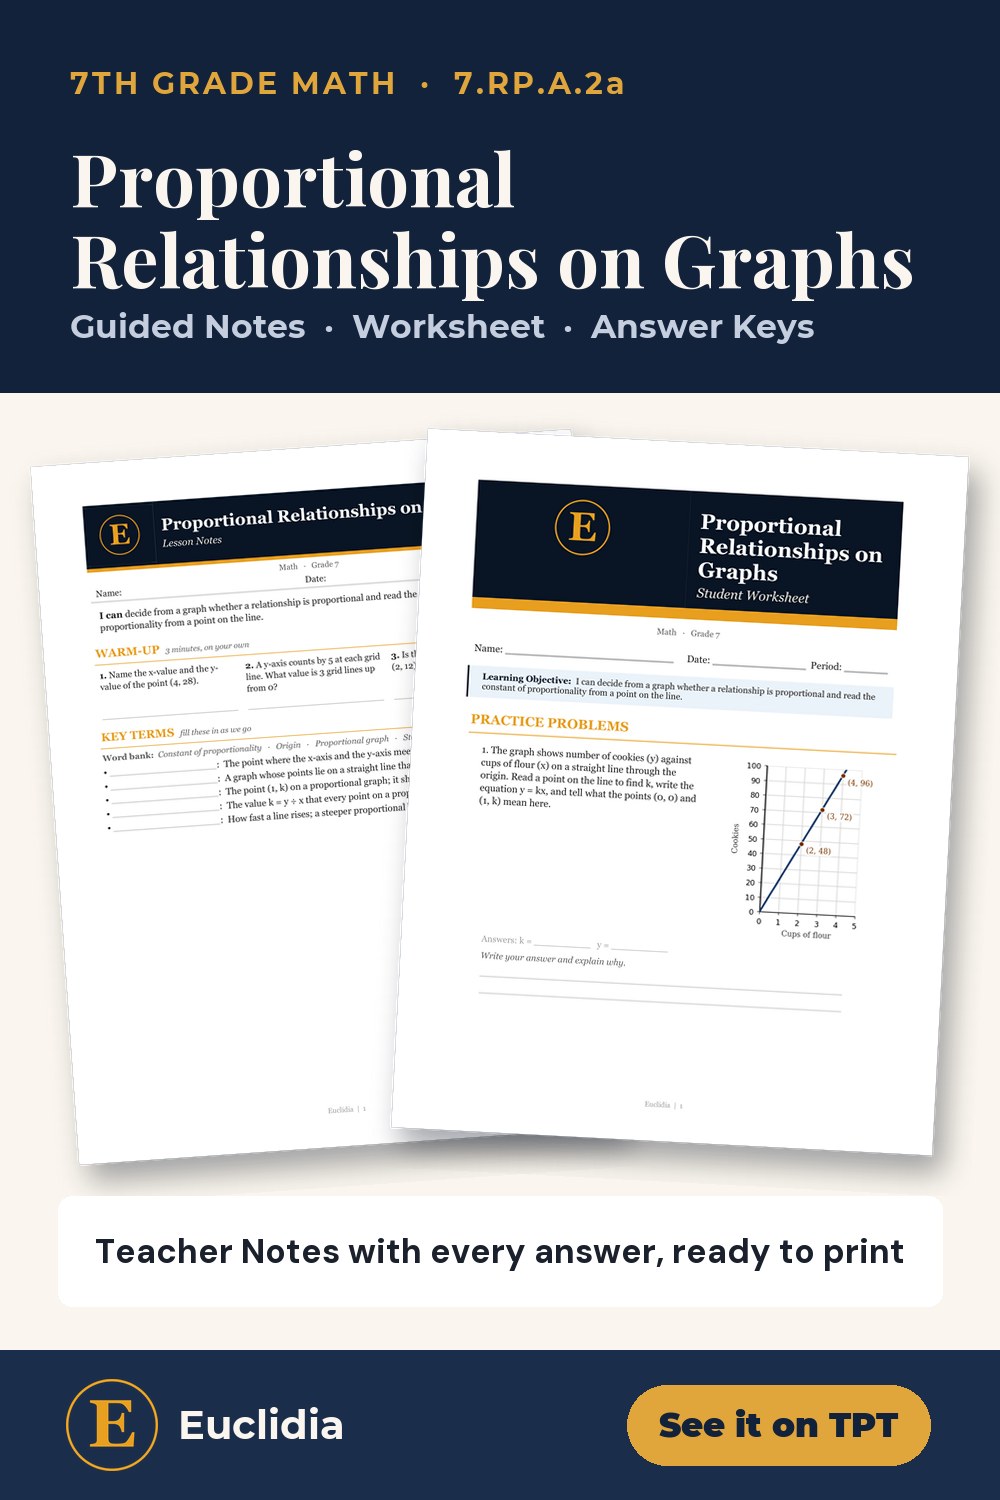 7TH GRADE MATH · 7.RP.A.2a
Proportional
Relationships on Graphs
Guided Notes · Worksheet · Answer Keys
E
Proportional Relationships on
Lesson Notes
Math · Grade 7
Name:
Date:
I can decide from a graph whether a relationship is proportional and read the
proportionality from a point on the line.
WARM-UP 3 minutes, on your own
1. Name the x-value and the y-
value of the point (4, 28).
2. A y-axis counts by 5 at each grid
line. What value is 3 grid lines up
from 0?
3. Is t
(2, 12)
KEY TERMS fill these in as we go
Word bank: Constant of proportionality · Origin · Proportional graph · St
• : The point where the x-axis and the y-axis mee
• : A graph whose points lie on a straight line tha
• : The point (1, k) on a proportional graph; it sh
• : The value k = y ÷ x that every point on a prop
• : How fast a line rises; a steeper proportional
Euclidia | 1
E
Proportional
Relationships on
Graphs
Student Worksheet
Math · Grade 7
Name:
Date:
Period:
Learning Objective: I can decide from a graph whether a relationship is proportional and read the
constant of proportionality from a point on the line.
PRACTICE PROBLEMS
1. The graph shows number of cookies (y) against
cups of flour (x) on a straight line through the
origin. Read a point on the line to find k, write the
equation y = kx, and tell what the points (0, 0) and
(1, k) mean here.
100
90
80
70
60
50
40
30
20
10
0
Cookies
(4, 96)
(3, 72)
(2, 48)
0 1 2 3 4 5
Cups of flour
Answers: k = y =
Write your answer and explain why.
Euclidia | 1
Teacher Notes with every answer, ready to print
E
Euclidia
See it on TPT